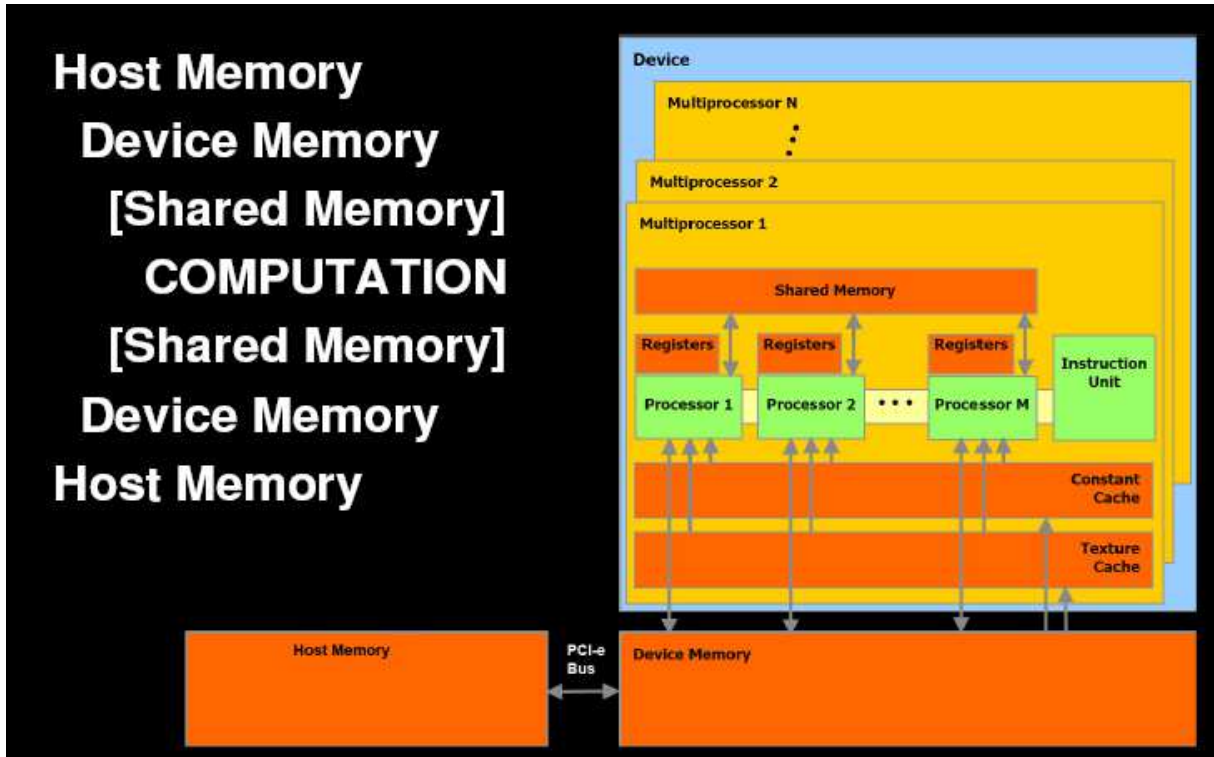 Host Memory
Device Memory
[Shared Memory]
COMPUTATION
[Shared Memory]
Device Memory
Host Memory
Device
Multiprocessor N
Multiprocessor 2
Multiprocessor 1
Shared Memory
Registers
Registers
Registers
Instruction
Unit
Processor 1
Processor 2
• • •
Processor M
Constant
Cache
Texture
Cache
Host Memory
PCI-e
Bus
Device Memory